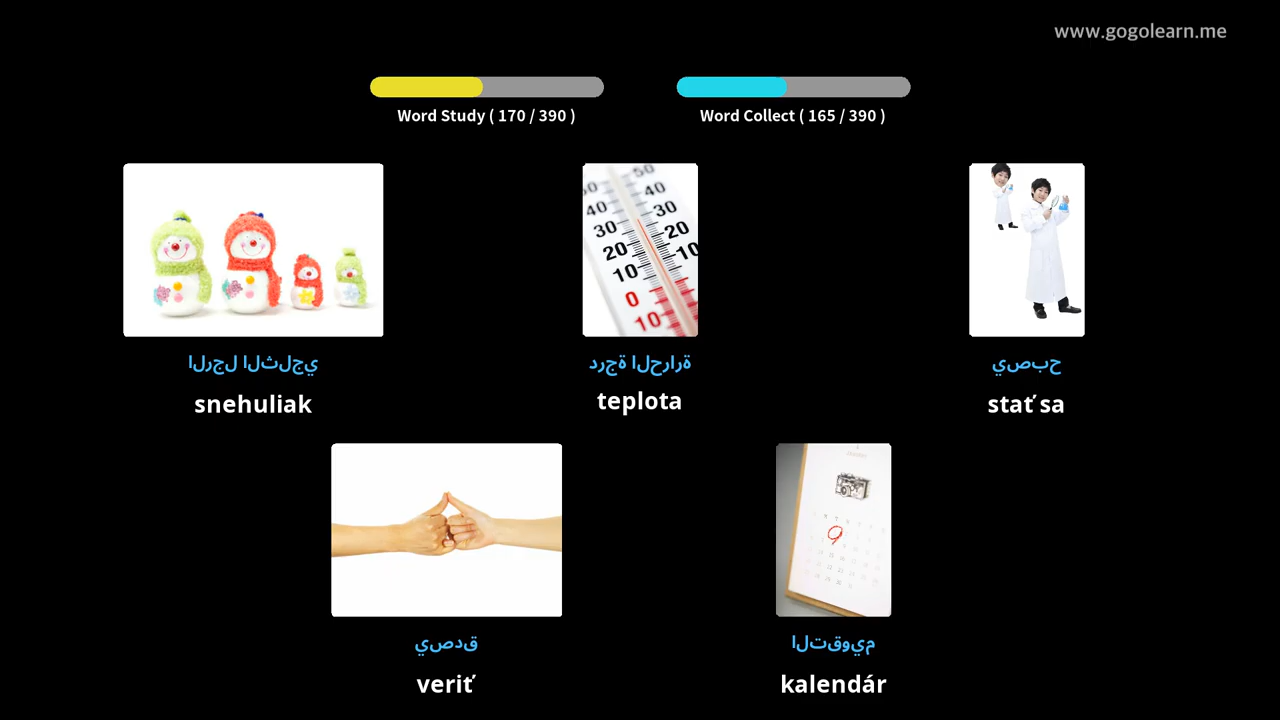 www.gogolearn.me
Word Study ( 170 / 390 )
Word Collect ( 165 / 390 )
الرجل الثلجي
snehuliak
درجة الحرارة
teplota
يصبح
stať sa
يصدق
veriť
التقويم
kalendár